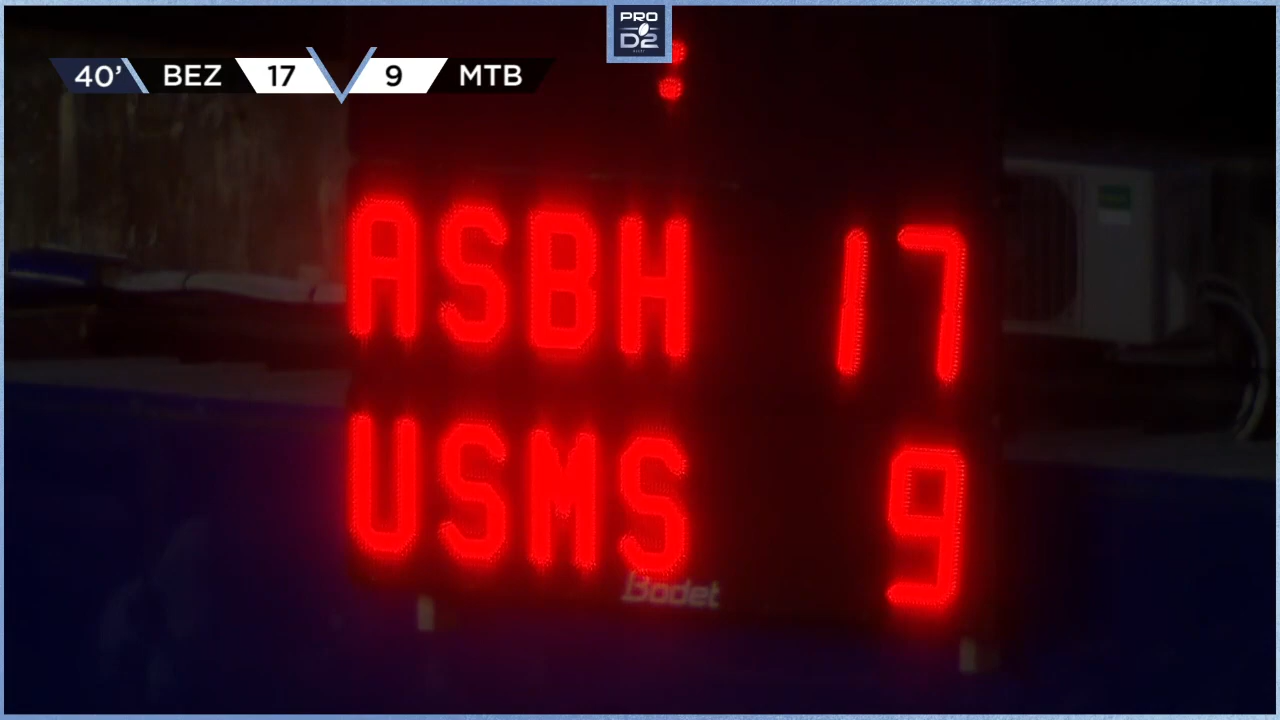 PRO
D2
40’ BEZ 17 9 MTB
:
ASBH 17
USMS 9
Bodet